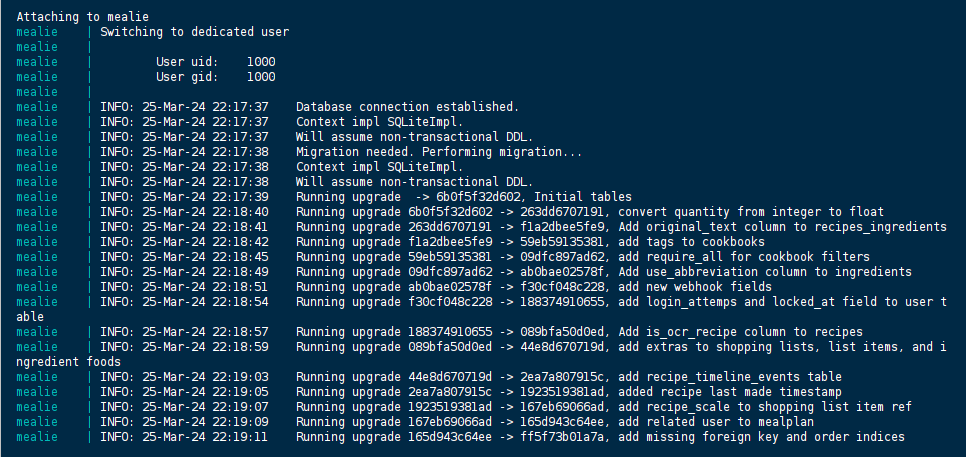 Attaching to mealie
mealie    | Switching to dedicated user
mealie    |
mealie    |         User uid:    1000
mealie    |         User gid:    1000
mealie    |
mealie    | INFO: 25-Mar-24 22:17:37    Database connection established.
mealie    | INFO: 25-Mar-24 22:17:37    Context impl SQLiteImpl.
mealie    | INFO: 25-Mar-24 22:17:37    Will assume non-transactional DDL.
mealie    | INFO: 25-Mar-24 22:17:38    Migration needed. Performing migration...
mealie    | INFO: 25-Mar-24 22:17:38    Context impl SQLiteImpl.
mealie    | INFO: 25-Mar-24 22:17:38    Will assume non-transactional DDL.
mealie    | INFO: 25-Mar-24 22:17:39    Running upgrade  -> 6b0f5f32d602, Initial tables
mealie    | INFO: 25-Mar-24 22:18:40    Running upgrade 6b0f5f32d602 -> 263dd6707191, convert quantity from integer to float
mealie    | INFO: 25-Mar-24 22:18:41    Running upgrade 263dd6707191 -> f1a2dbee5fe9, Add original_text column to recipes_ingredients
mealie    | INFO: 25-Mar-24 22:18:42    Running upgrade f1a2dbee5fe9 -> 59eb59135381, add tags to cookbooks
mealie    | INFO: 25-Mar-24 22:18:45    Running upgrade 59eb59135381 -> 09dfc897ad62, add require_all for cookbook filters
mealie    | INFO: 25-Mar-24 22:18:49    Running upgrade 09dfc897ad62 -> ab0bae02578f, Add use_abbreviation column to ingredients
mealie    | INFO: 25-Mar-24 22:18:51    Running upgrade ab0bae02578f -> f30cf048c228, add new webhook fields
mealie    | INFO: 25-Mar-24 22:18:54    Running upgrade f30cf048c228 -> 188374910655, add login_attemps and locked_at field to user t
able
mealie    | INFO: 25-Mar-24 22:18:57    Running upgrade 188374910655 -> 089bfa50d0ed, Add is_ocr_recipe column to recipes
mealie    | INFO: 25-Mar-24 22:18:59    Running upgrade 089bfa50d0ed -> 44e8d670719d, add extras to shopping lists, list items, and i
ngredient foods
mealie    | INFO: 25-Mar-24 22:19:03    Running upgrade 44e8d670719d -> 2ea7a807915c, add recipe_timeline_events table
mealie    | INFO: 25-Mar-24 22:19:05    Running upgrade 2ea7a807915c -> 1923519381ad, added recipe last made timestamp
mealie    | INFO: 25-Mar-24 22:19:07    Running upgrade 1923519381ad -> 167eb69066ad, add recipe_scale to shopping list item ref
mealie    | INFO: 25-Mar-24 22:19:09    Running upgrade 167eb69066ad -> 165d943c64ee, add related user to mealplan
mealie    | INFO: 25-Mar-24 22:19:11    Running upgrade 165d943c64ee -> ff5f73b01a7a, add missing foreign key and order indices